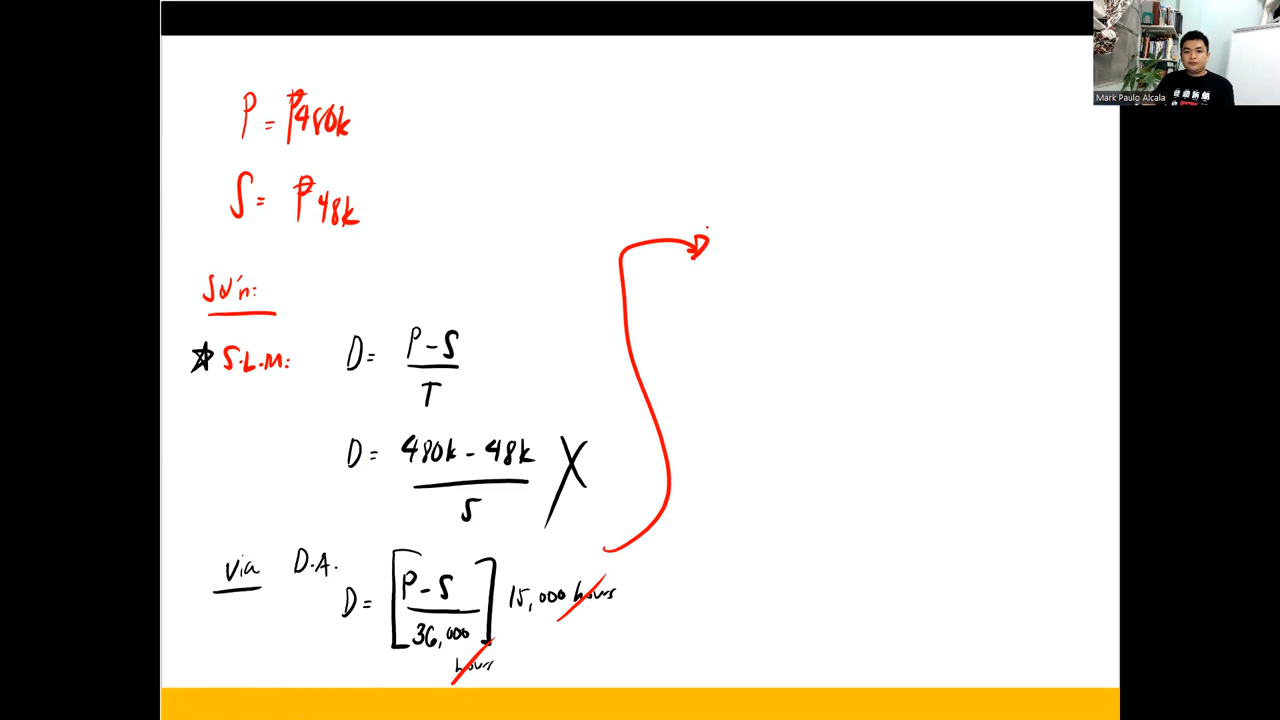 Mark Paulo Alcala
P = ₱480k
S = ₱48k
Sol'n:
☆ S.L.M:
D = P-S / T
D = 480k - 48k / 5 X
via D.A.
D = [P-S / 36,000 hours] 15,000 hours